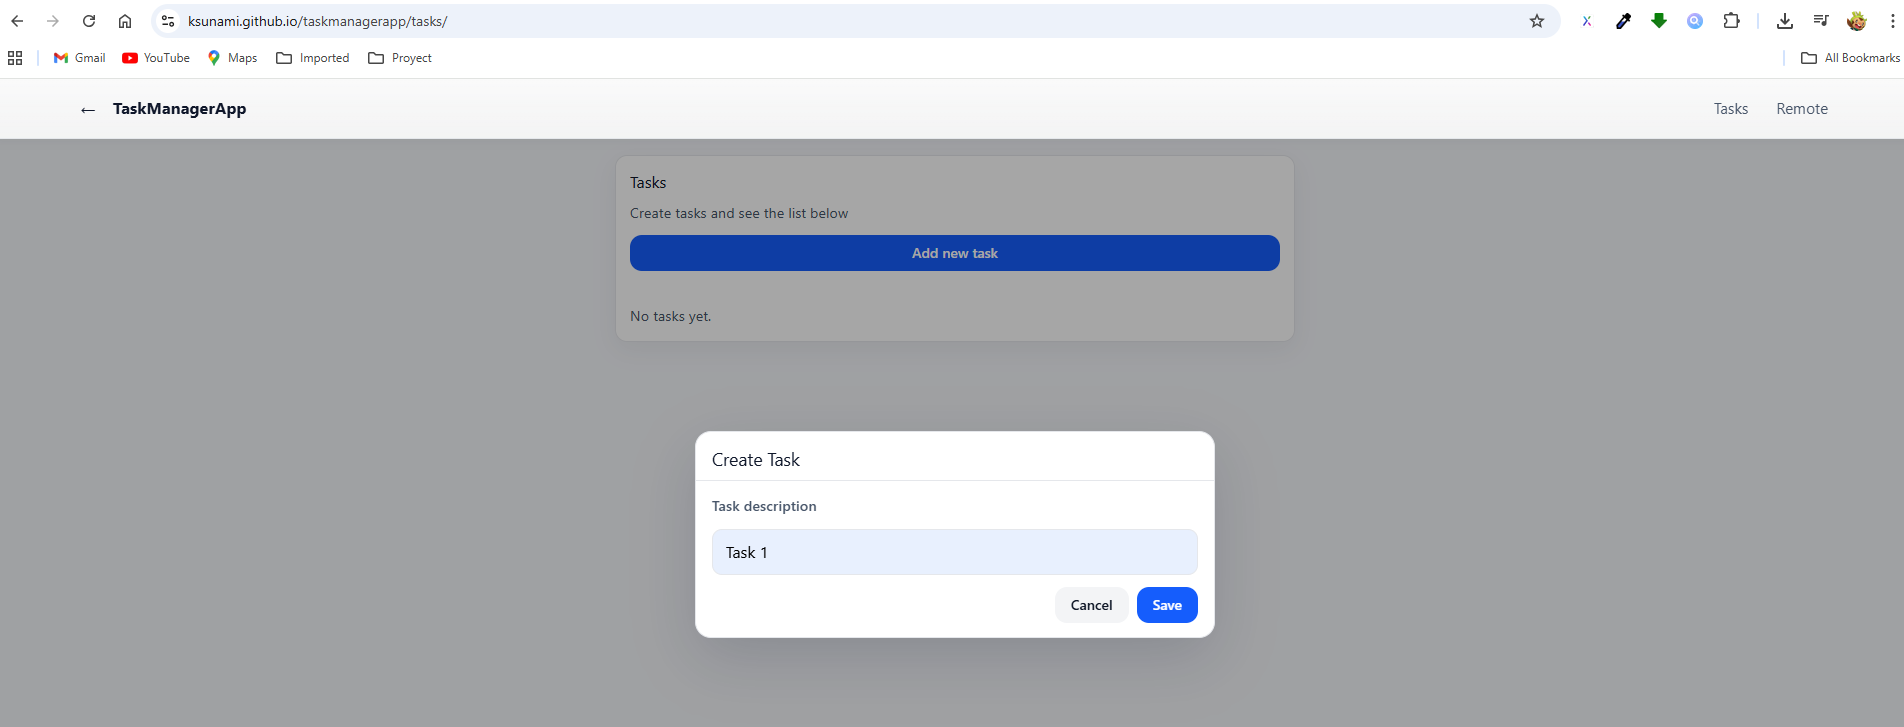 ksunami.github.io/taskmanagerapp/tasks/
Gmail YouTube Maps Imported Proyect All Bookmarks
← TaskManagerApp Tasks Remote
Tasks
Create tasks and see the list below
Add new task
No tasks yet.
Create Task
Task description
Task 1
Cancel Save